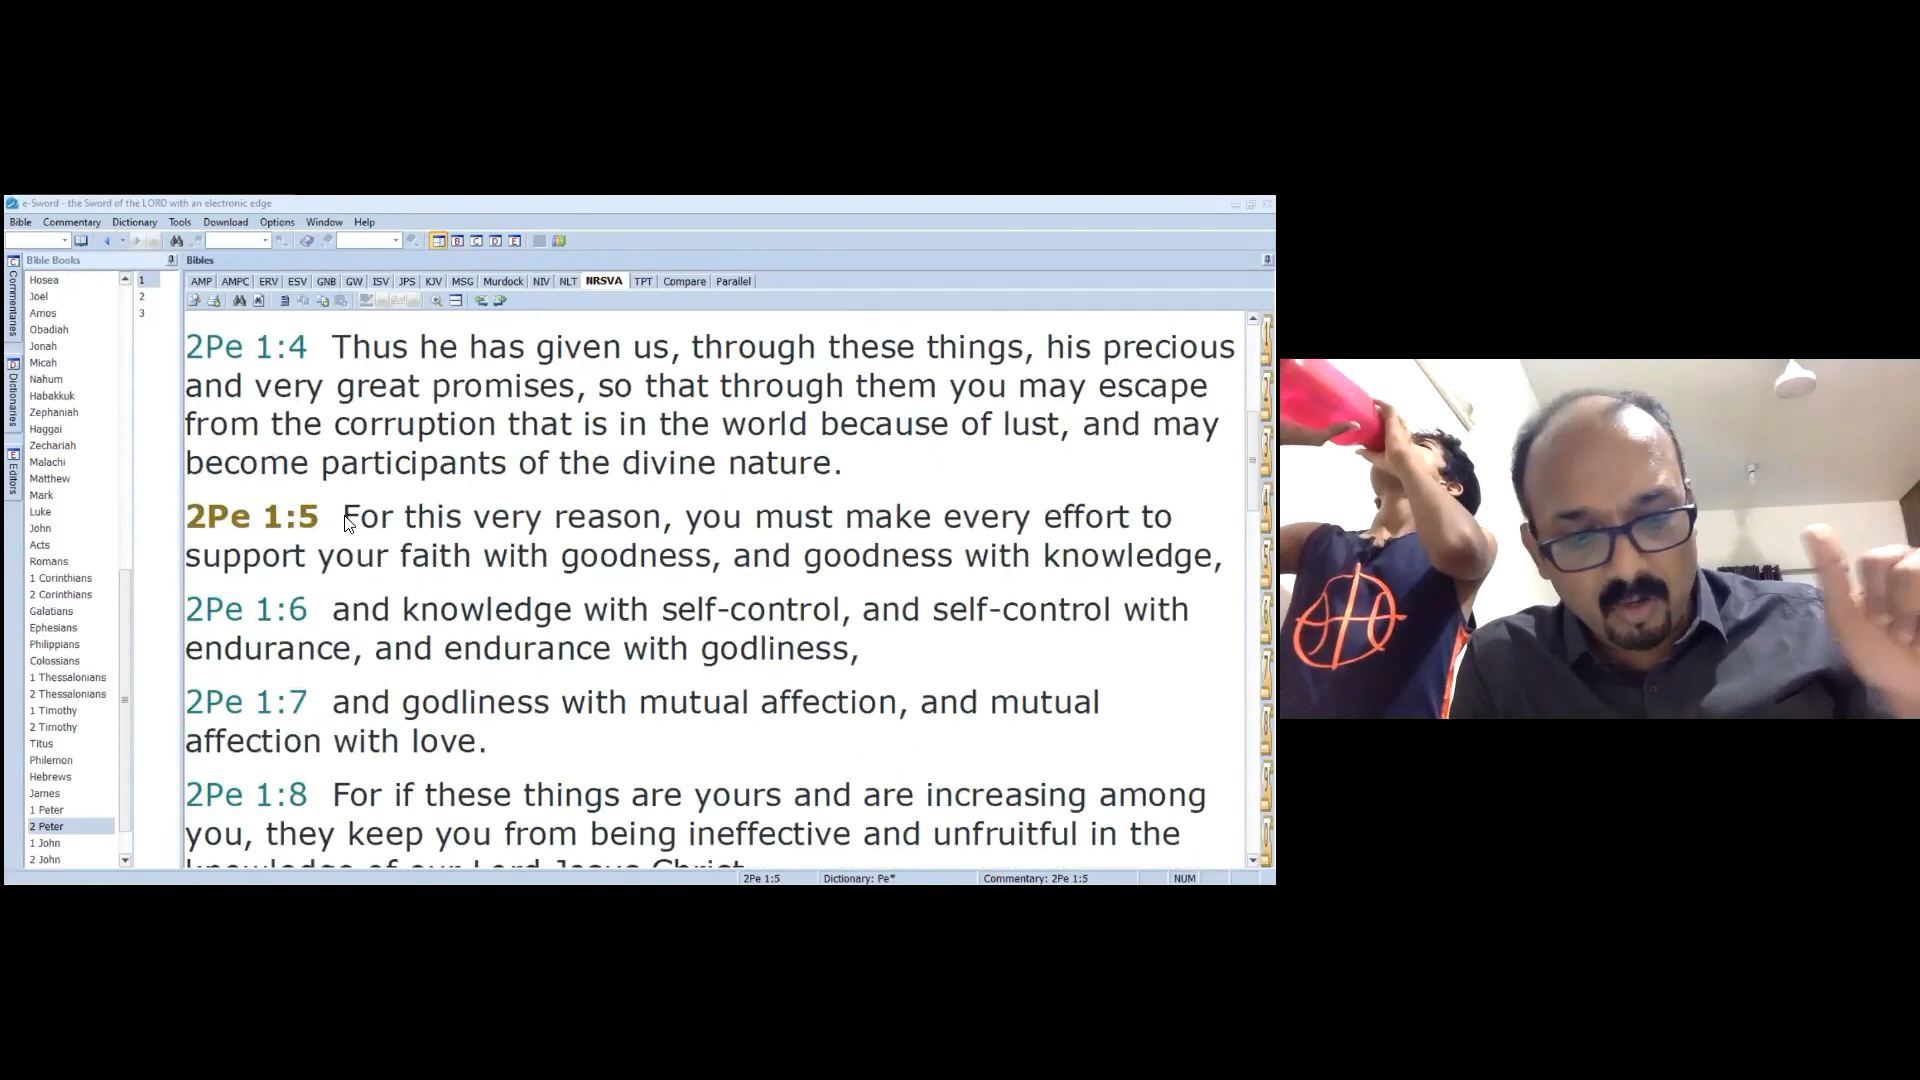 e-Sword - the Sword of the LORD with an electronic edge
Bible Commentary Dictionary Tools Download Options Window Help
Bible Books
Bibles
Commentaries
Dictionaries
Editors
Hosea
Joel
Amos
Obadiah
Jonah
Micah
Nahum
Habakkuk
Zephaniah
Haggai
Zechariah
Malachi
Matthew
Mark
Luke
John
Acts
Romans
1 Corinthians
2 Corinthians
Galatians
Ephesians
Philippians
Colossians
1 Thessalonians
2 Thessalonians
1 Timothy
2 Timothy
Titus
Philemon
Hebrews
James
1 Peter
2 Peter
1 John
2 John
1
2
3
AMP AMPC ERV ESV GNB GW ISV JPS KJV MSG Murdock NIV NLT NRSVA TPT Compare Parallel
2Pe 1:4 Thus he has given us, through these things, his precious
and very great promises, so that through them you may escape
from the corruption that is in the world because of lust, and may
become participants of the divine nature.
2Pe 1:5 For this very reason, you must make every effort to
support your faith with goodness, and goodness with knowledge,
2Pe 1:6 and knowledge with self-control, and self-control with
endurance, and endurance with godliness,
2Pe 1:7 and godliness with mutual affection, and mutual
affection with love.
2Pe 1:8 For if these things are yours and are increasing among
you, they keep you from being ineffective and unfruitful in the
knowledge of our Lord Jesus Christ
2Pe 1:5 Dictionary: Pe* Commentary: 2Pe 1:5 NUM